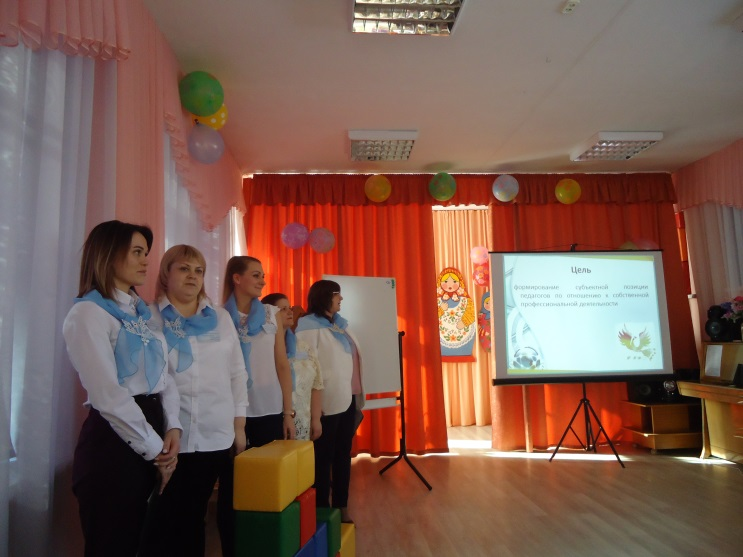 Цель
формирование субъектной позиции
педагогов по отношению к собственной
профессиональной деятельности